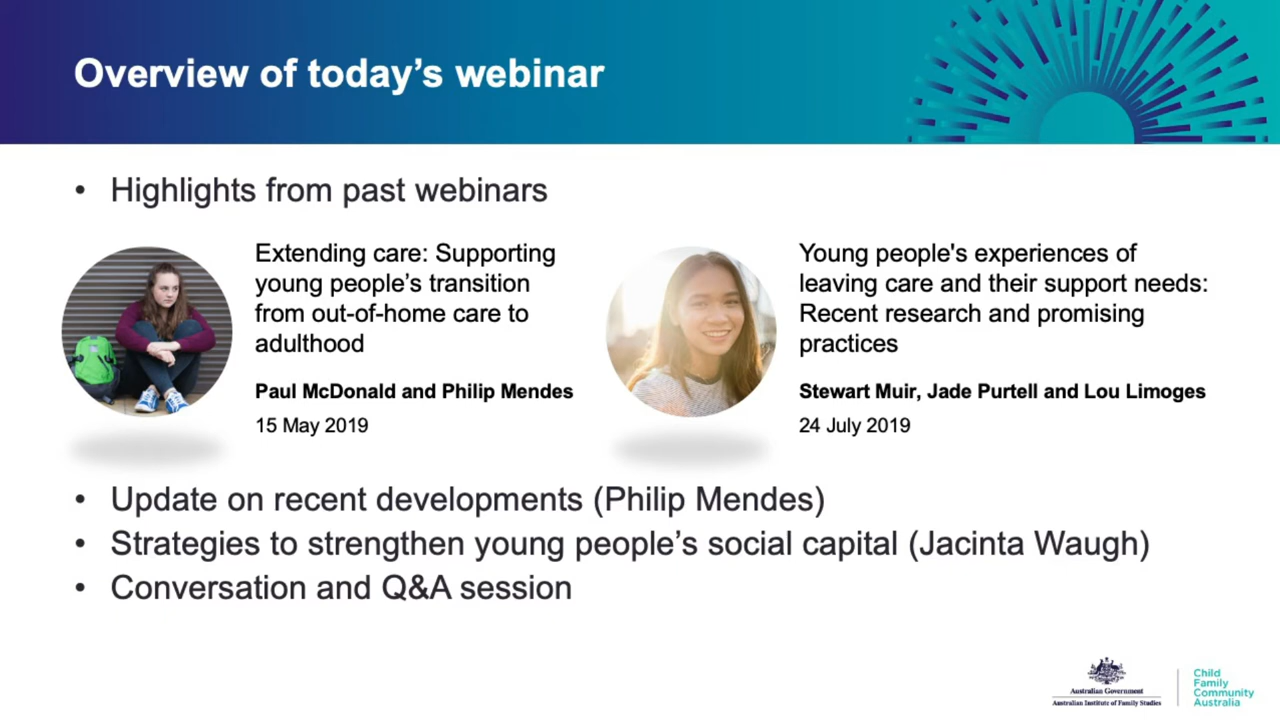 Overview of today's webinar
• Highlights from past webinars
Extending care: Supporting
young people's transition
from out-of-home care to
adulthood
Paul McDonald and Philip Mendes
15 May 2019
Young people's experiences of
leaving care and their support needs:
Recent research and promising
practices
Stewart Muir, Jade Purtell and Lou Limoges
24 July 2019
• Update on recent developments (Philip Mendes)
• Strategies to strengthen young people's social capital (Jacinta Waugh)
• Conversation and Q&A session
Australian Government
Australian Institute of Family Studies
Child
Family
Community
Australia